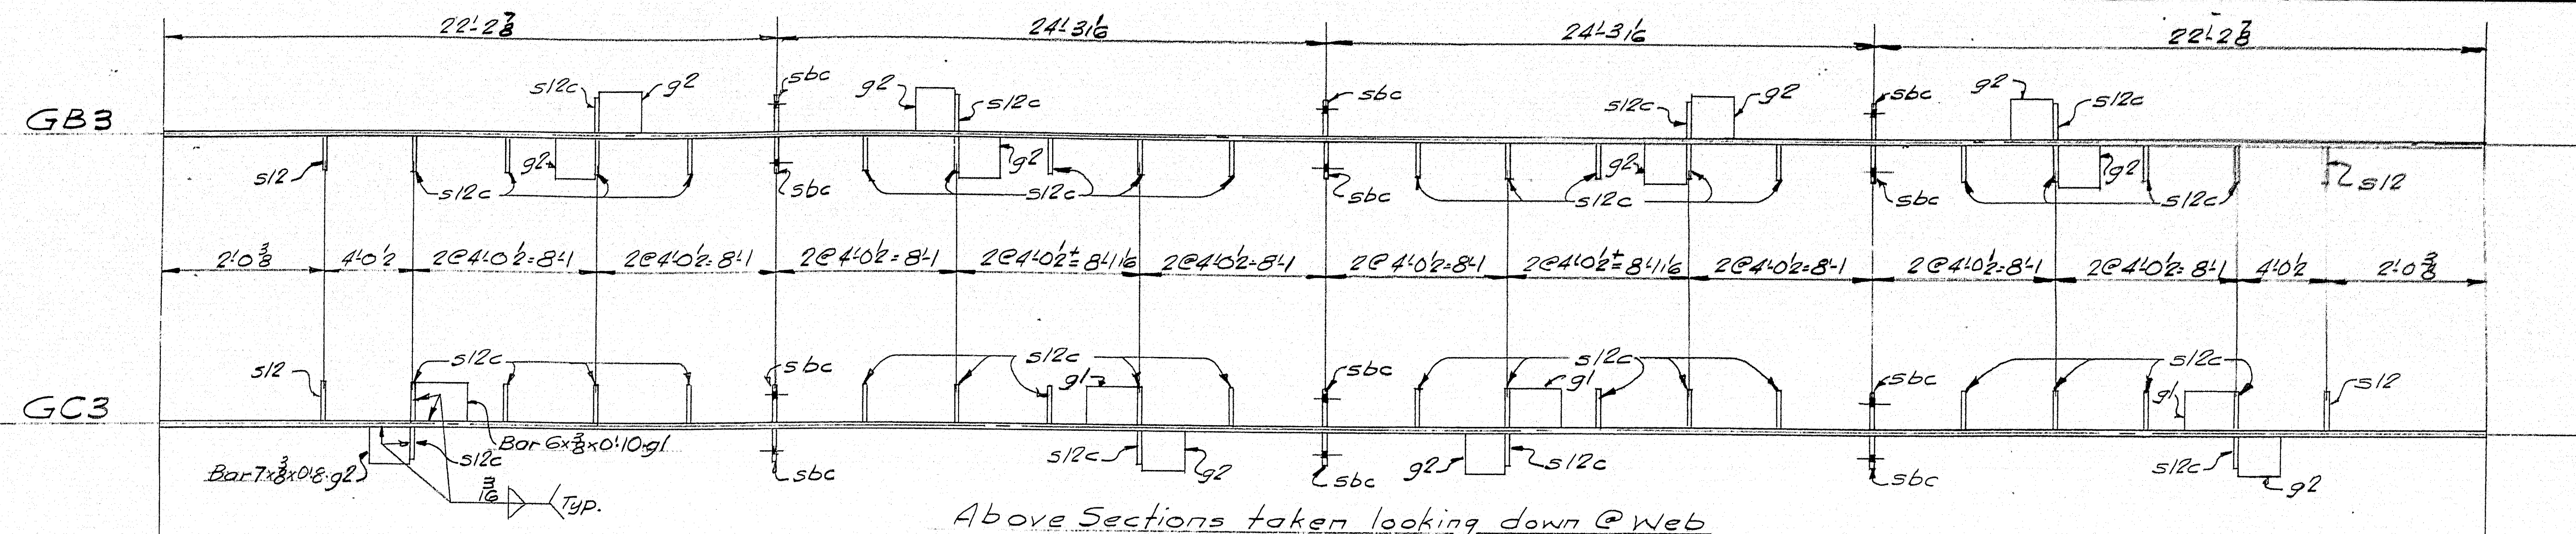 22'-2 7/8 24'-3 1/16 24'-3 1/16 22'-2 7/8
s12c g2 sbc g2 s12c sbc s12c g2 sbc g2 s12c
GB3
s12 g2 sbc g2 g2 sbc g2 sbc g2 s12
s12c s12c s12c s12c
2'-0 3/8 4'-0 1/2 2@4'-0 1/2=8'-1 2@4'-0 1/2=8'-1 2@4'-0 1/2=8'-1 2@4'-0 1/2±=8'-1 1/16 2@4'-0 1/2=8'-1 2@4'-0 1/2=8'-1 2@4'-0 1/2±=8'-1 1/16 2@4'-0 1/2=8'-1 2@4'-0 1/2=8'-1 2@4'-0 1/2=8'-1 4'-0 1/2 2'-0 3/8
s12 s12c sbc s12c g1 sbc s12c g1 sbc s12c g1 s12
GC3
Bar 6x3/8x0'-10-g1
Bar 7x3/8x0'-8-g2 s12c sbc s12c g2 sbc g2 s12c sbc s12c g2
3/16 Typ.
Above Sections taken looking down @ Web